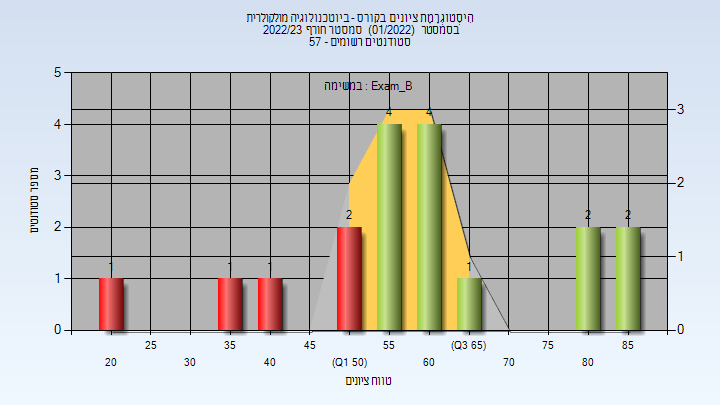 היסטוגרמת ציונים בקורס - ביוטכנולוגיה מולקולרית
בסמסטר (01/2022) סמסטר חורף 2022/23
סטודנטים רשומים - 57
במשימה : Exam_B
מספר סטודנטים
5
4
3
2
1
0
3
2
1
0
1
1
1
2
4
4
1
2
2
25 35 45 55 (Q3 65) 75 85
20 30 40 (Q1 50) 60 70 80
טווח ציונים